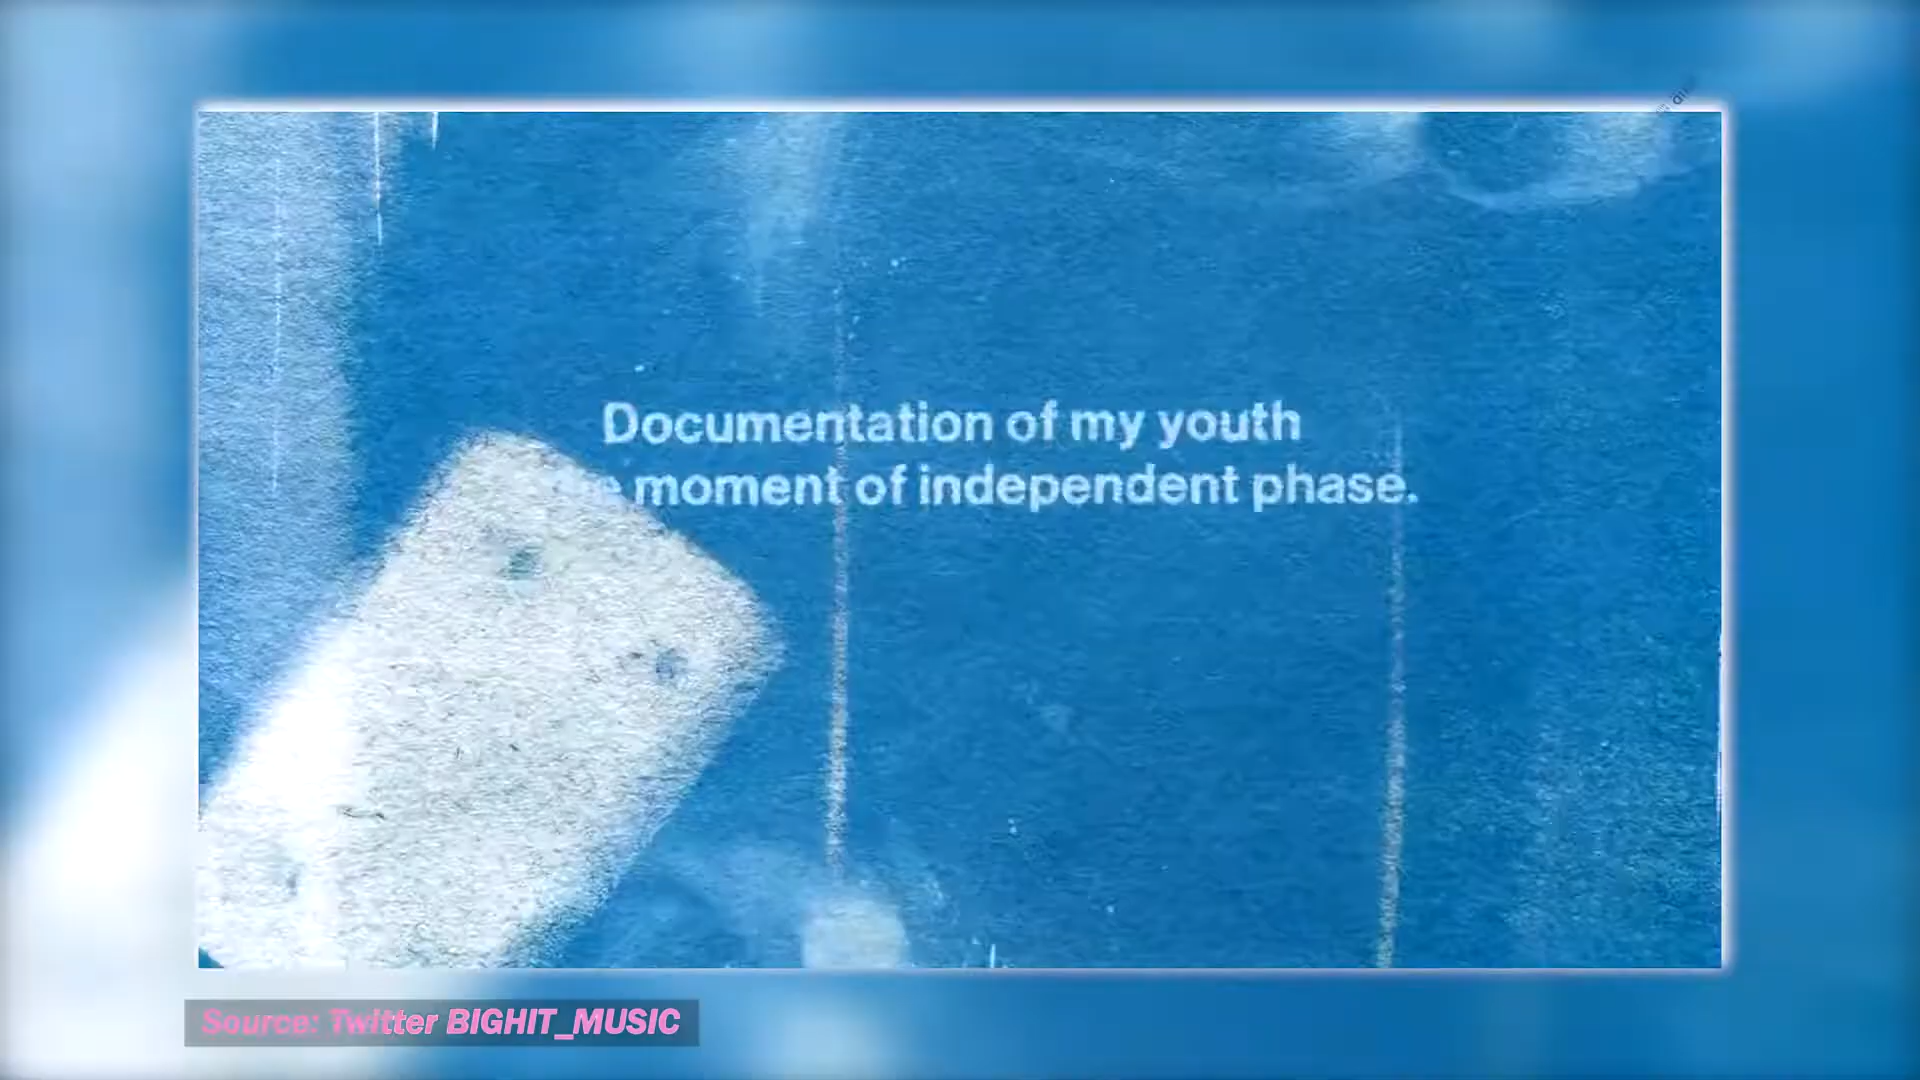 Documentation of my youth
moment of independent phase.
Source: Twitter BIGHIT_MUSIC